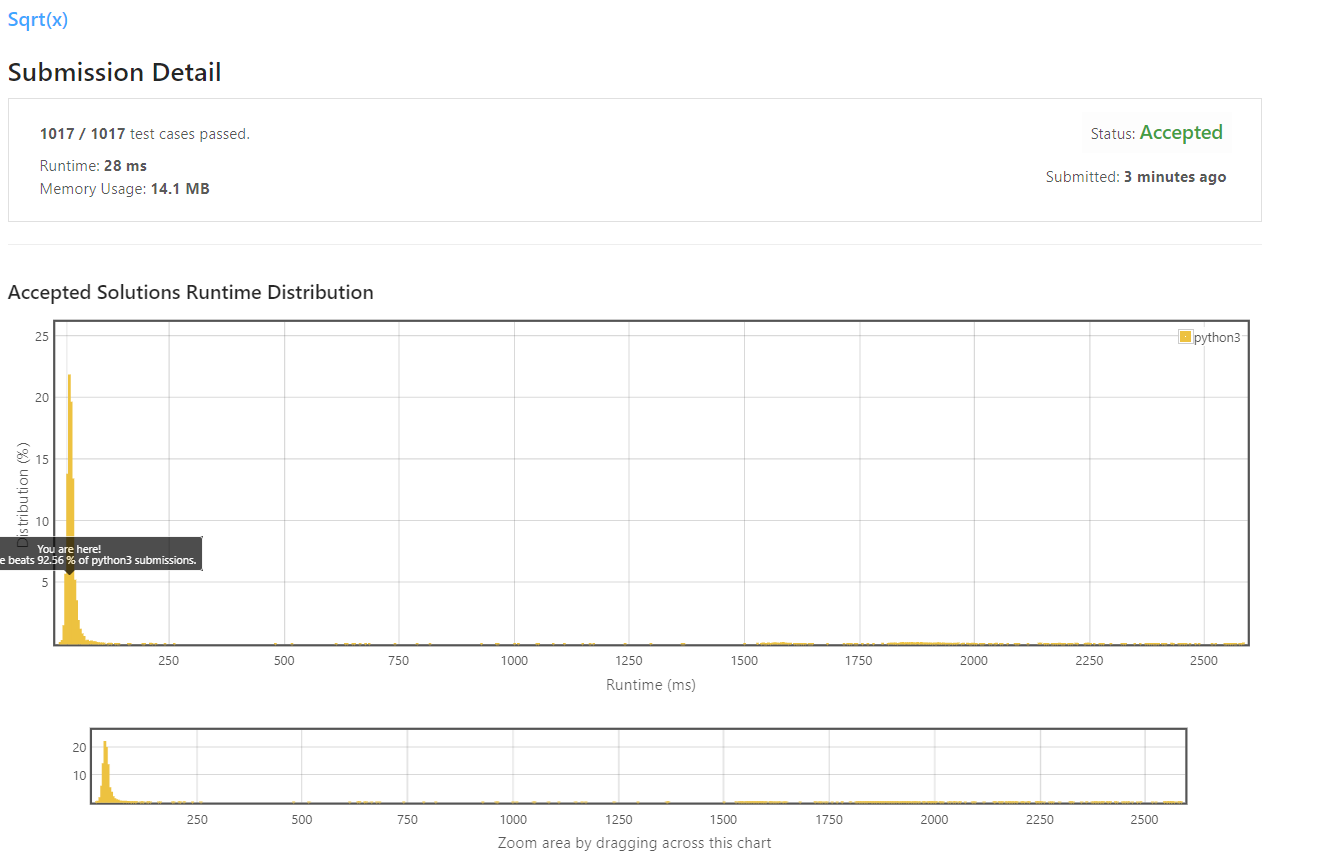 Sqrt(x)
Submission Detail
1017 / 1017 test cases passed.
Status: Accepted
Runtime: 28 ms
Memory Usage: 14.1 MB
Submitted: 3 minutes ago
Accepted Solutions Runtime Distribution
python3
25
20
15
10
5
Distribution (%)
You are here!
e beats 92.56 % of python3 submissions.
250 500 750 1000 1250 1500 1750 2000 2250 2500
Runtime (ms)
20
10
250 500 750 1000 1250 1500 1750 2000 2250 2500
Zoom area by dragging across this chart